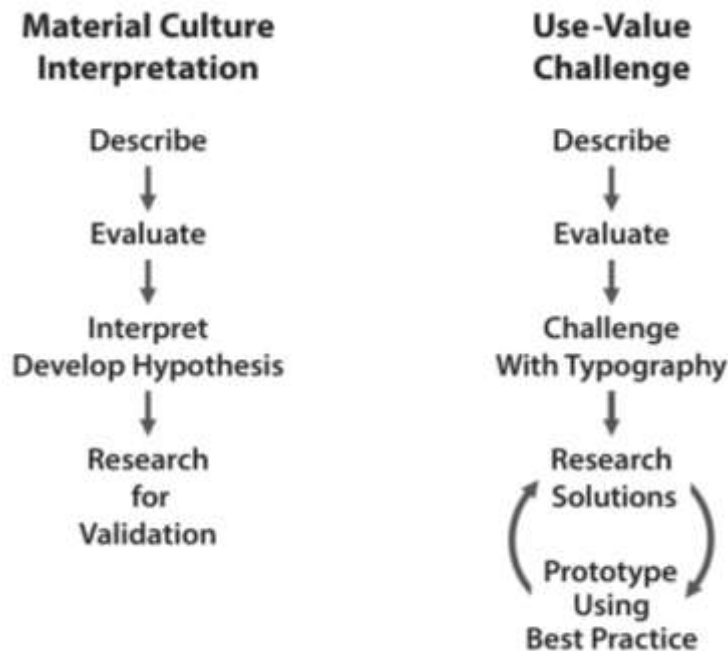 Material Culture
Interpretation
Describe
Evaluate
Interpret
Develop Hypothesis
Research
for
Validation
Use-Value
Challenge
Describe
Evaluate
Challenge
With Typography
Research
Solutions
Prototype
Using
Best Practice